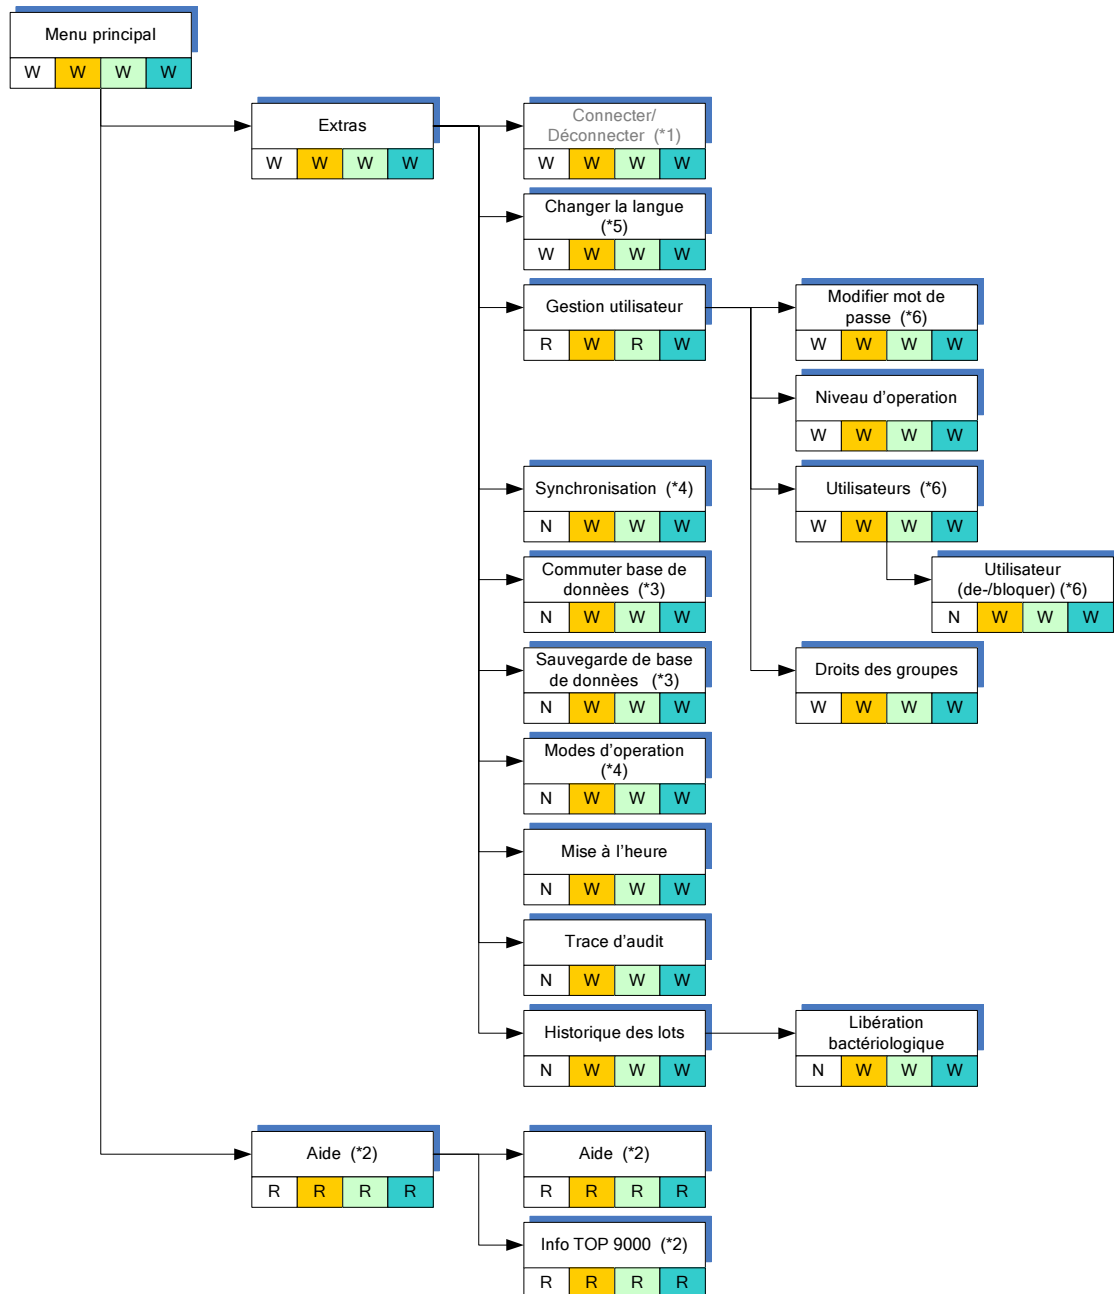 Menu principal
W W W W
Extras
W W W W
Connecter/
Déconnecter (*1)
W W W W
Changer la langue
(*5)
W W W W
Gestion utilisateur
R W R W
Modifier mot de
passe (*6)
W W W W
Niveau d'operation
W W W W
Synchronisation (*4)
N W W W
Utilisateurs (*6)
W W W W
Commuter base de
donnèes (*3)
N W W W
Utilisateur
(de-/bloquer) (*6)
N W W W
Sauvegarde de base
de donnèes (*3)
N W W W
Droits des groupes
W W W W
Modes d'operation
(*4)
N W W W
Mise à l'heure
N W W W
Trace d'audit
N W W W
Historique des lots
N W W W
Libération
bactériologique
N W W W
Aide (*2)
R R R R
Aide (*2)
R R R R
Info TOP 9000 (*2)
R R R R